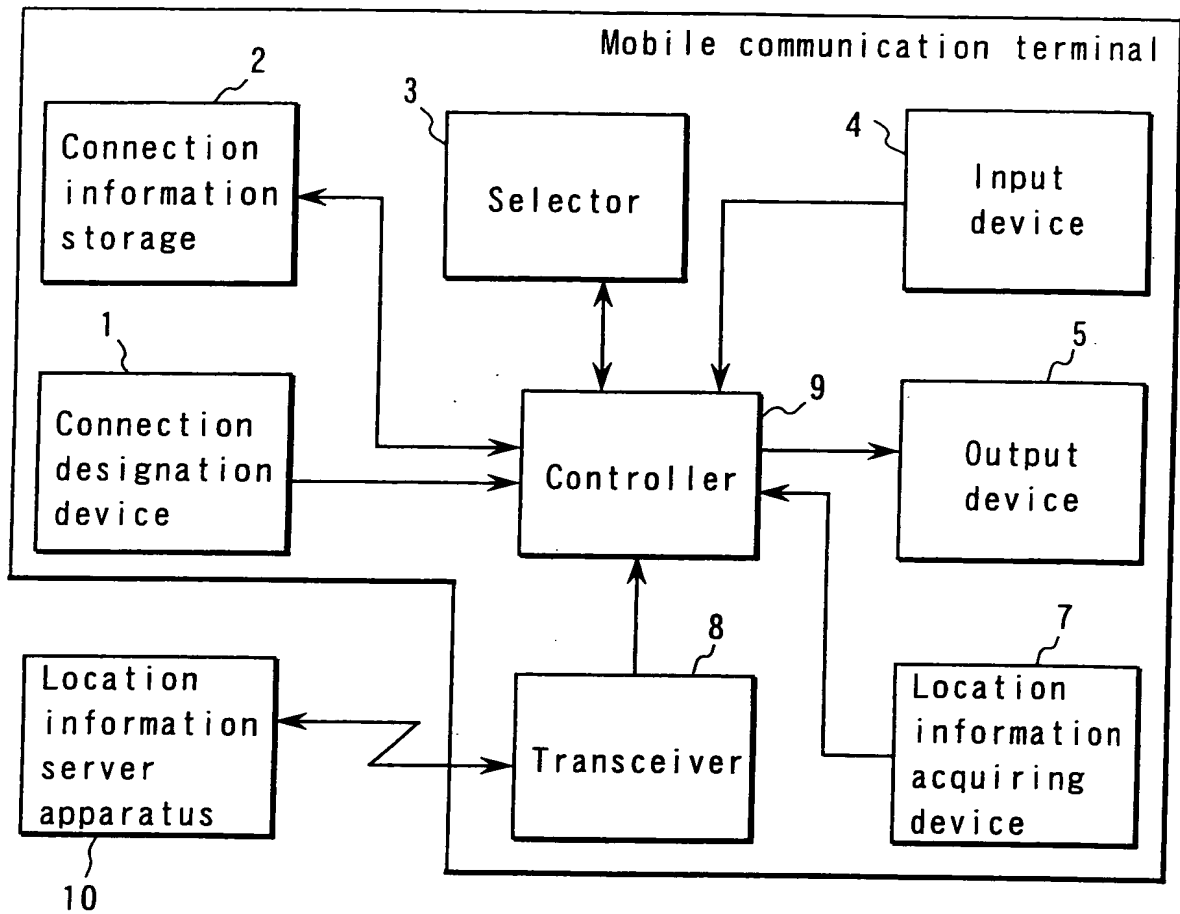 Mobile communication terminal
2
Connection
information
storage
3
Selector
4
Input
device
1
Connection
designation
device
9
Controller
5
Output
device
10
Location
information
server
apparatus
8
Transceiver
7
Location
information
acquiring
device